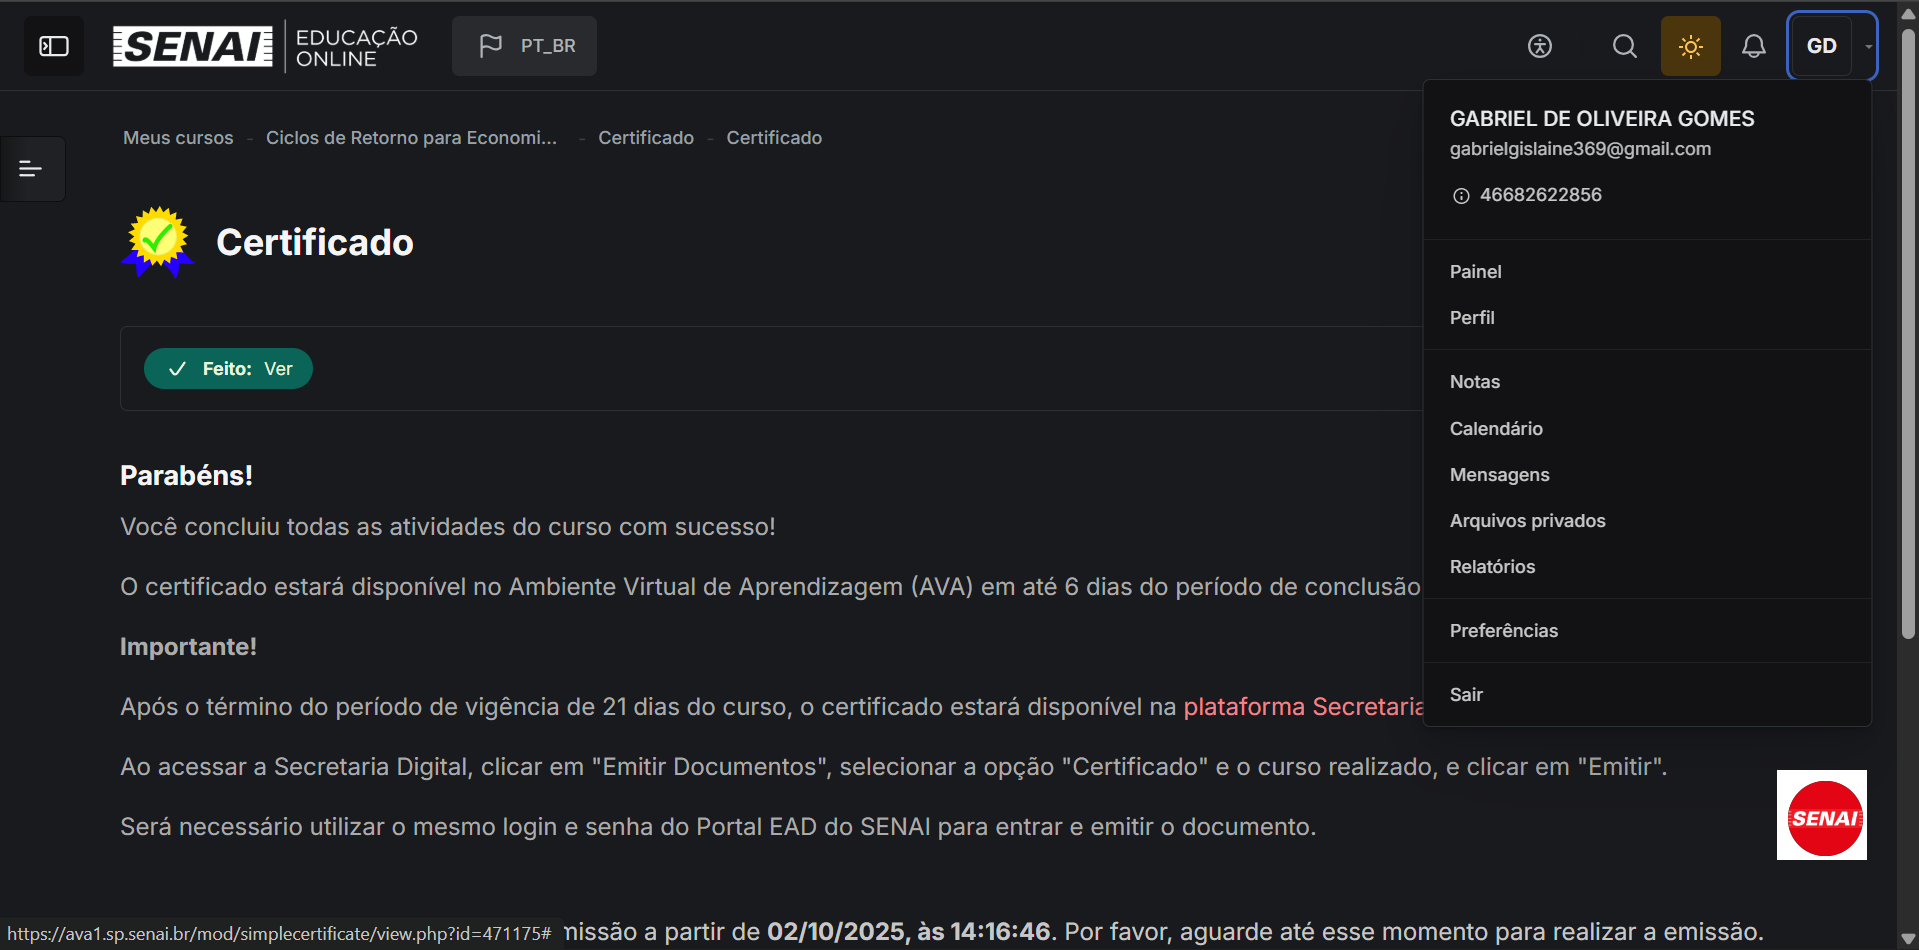 SENAI EDUCAÇÃO ONLINE
PT_BR
GD
GABRIEL DE OLIVEIRA GOMES
gabrielgislaine369@gmail.com
46682622856
Painel
Perfil
Notas
Calendário
Mensagens
Arquivos privados
Relatórios
Preferências
Sair
Meus cursos - Ciclos de Retorno para Economi... - Certificado - Certificado
Certificado
Feito: Ver
Parabéns!
Você concluiu todas as atividades do curso com sucesso!
O certificado estará disponível no Ambiente Virtual de Aprendizagem (AVA) em até 6 dias do período de conclusão
Importante!
Após o término do período de vigência de 21 dias do curso, o certificado estará disponível na plataforma Secretaria
Ao acessar a Secretaria Digital, clicar em "Emitir Documentos", selecionar a opção "Certificado" e o curso realizado, e clicar em "Emitir".
Será necessário utilizar o mesmo login e senha do Portal EAD do SENAI para entrar e emitir o documento.
SENAI
missão a partir de 02/10/2025, às 14:16:46. Por favor, aguarde até esse momento para realizar a emissão.
https://ava1.sp.senai.br/mod/simplecertificate/view.php?id=471175#